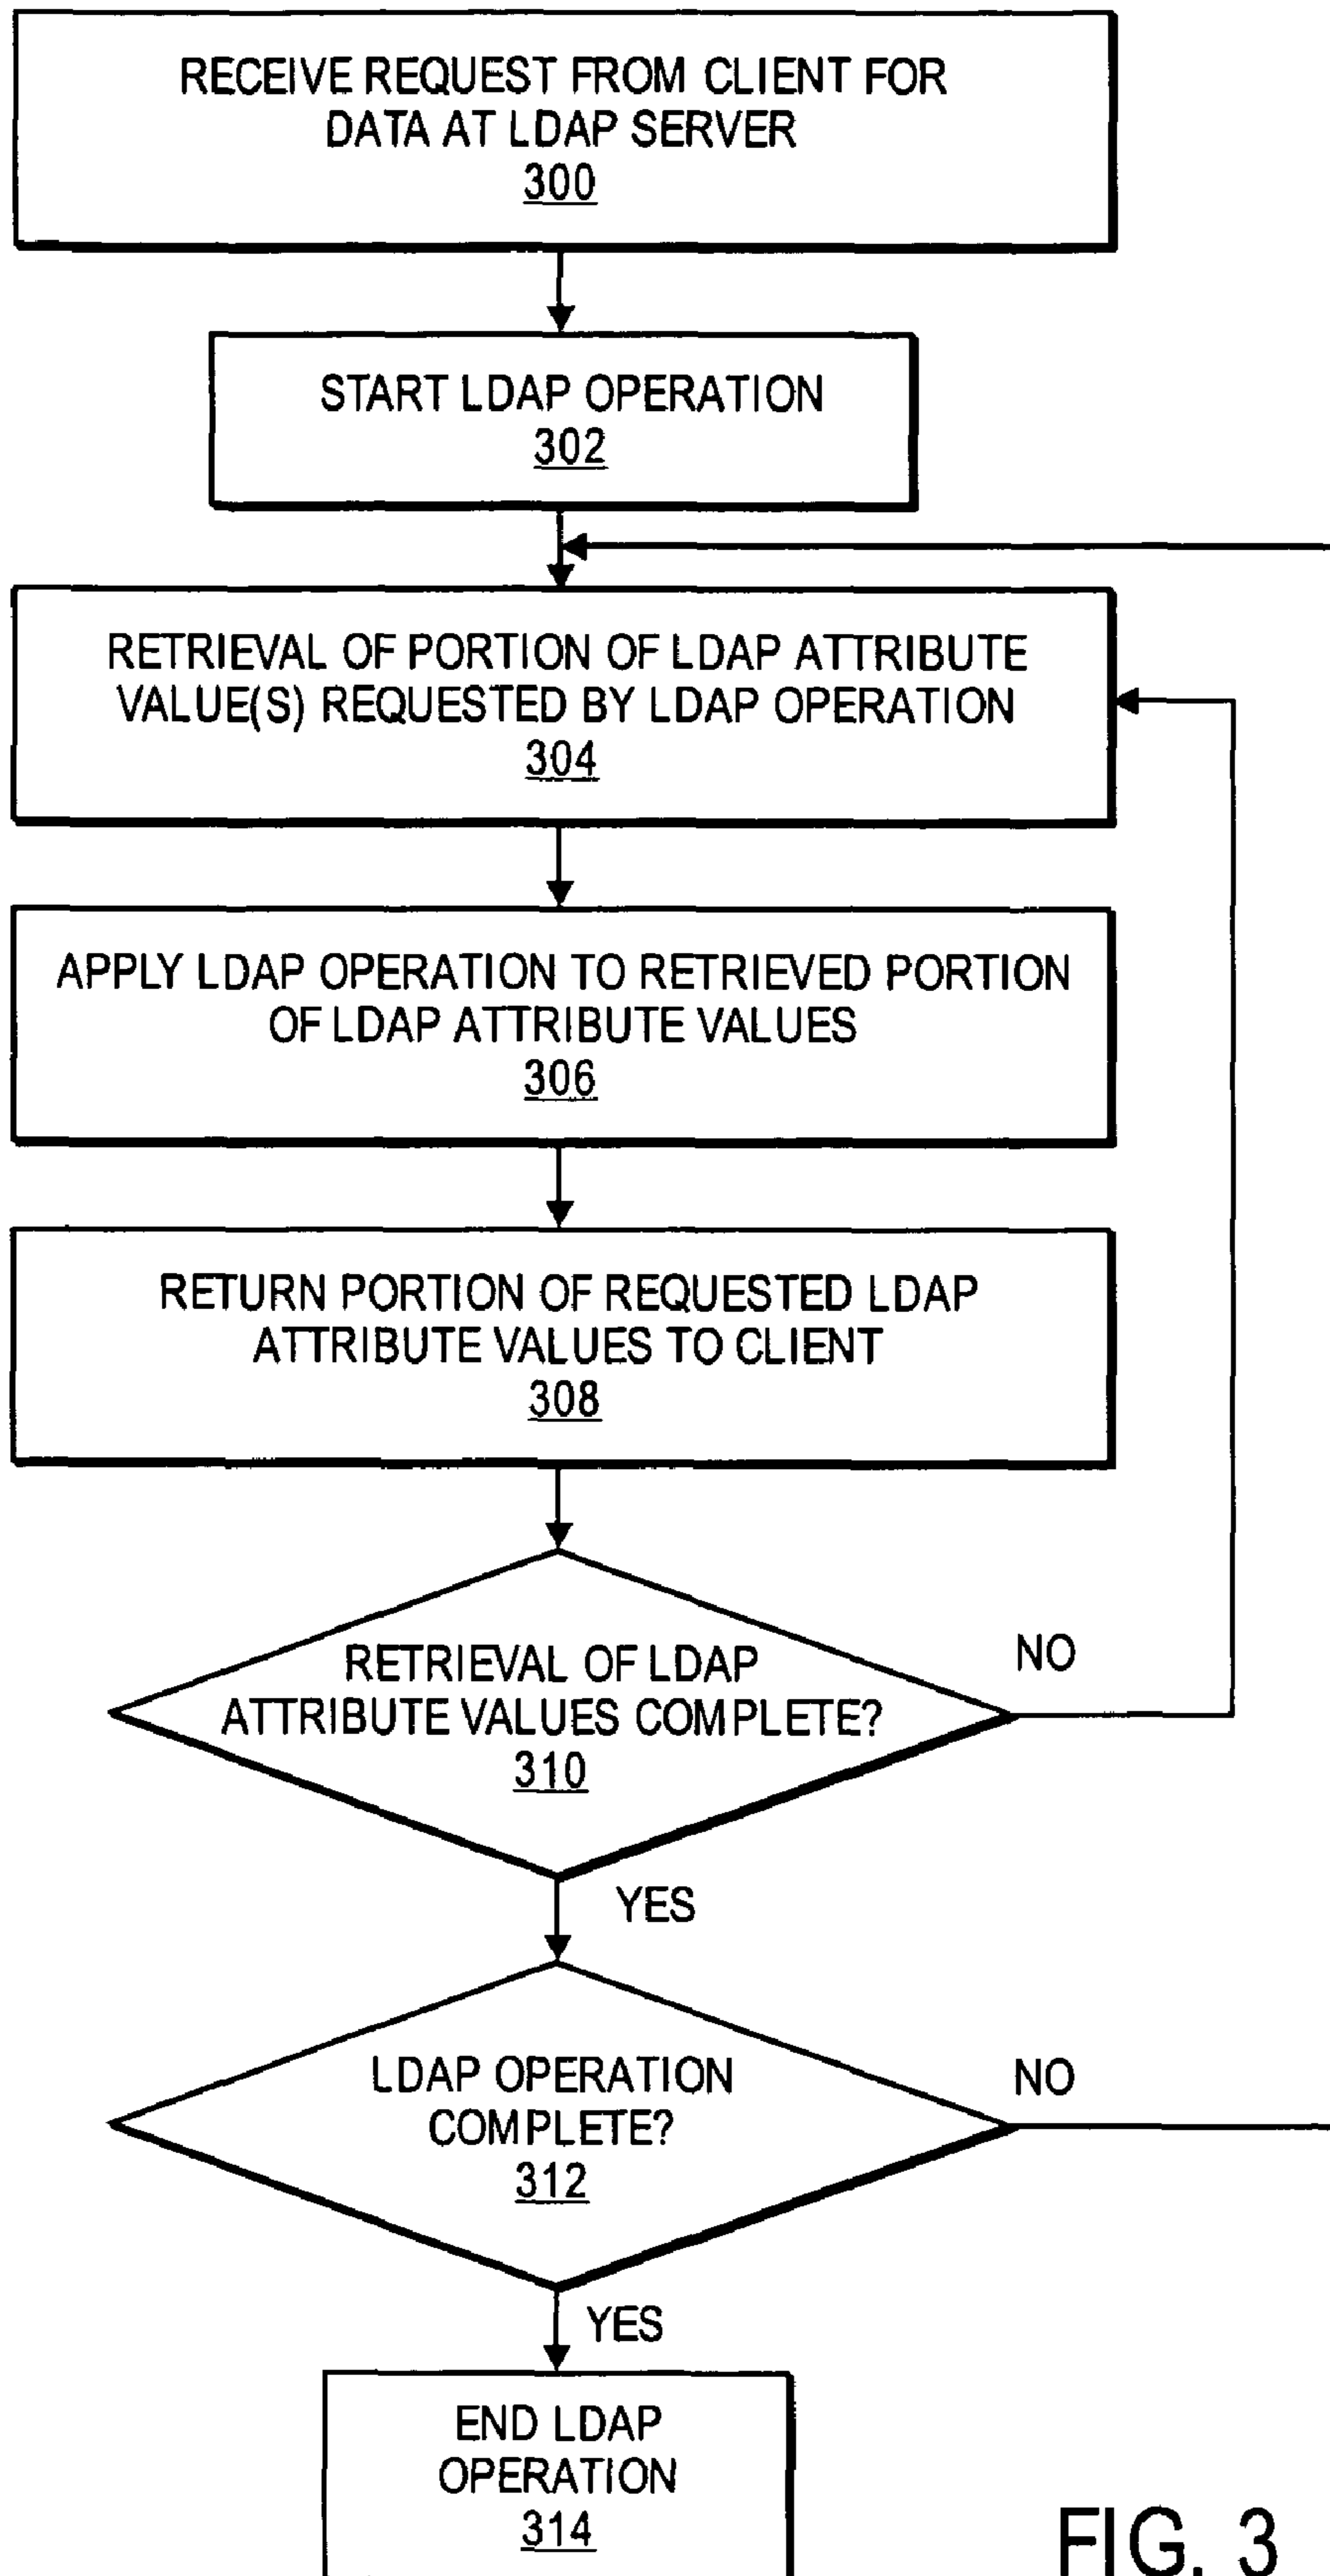 RECEIVE REQUEST FROM CLIENT FOR
DATA AT LDAP SERVER
300
START LDAP OPERATION
302
RETRIEVAL OF PORTION OF LDAP ATTRIBUTE
VALUE(S) REQUESTED BY LDAP OPERATION
304
APPLY LDAP OPERATION TO RETRIEVED PORTION
OF LDAP ATTRIBUTE VALUES
306
RETURN PORTION OF REQUESTED LDAP
ATTRIBUTE VALUES TO CLIENT
308
RETRIEVAL OF LDAP
ATTRIBUTE VALUES COMPLETE?
310
NO
YES
LDAP OPERATION
COMPLETE?
312
NO
YES
END LDAP
OPERATION
314
FIG. 3